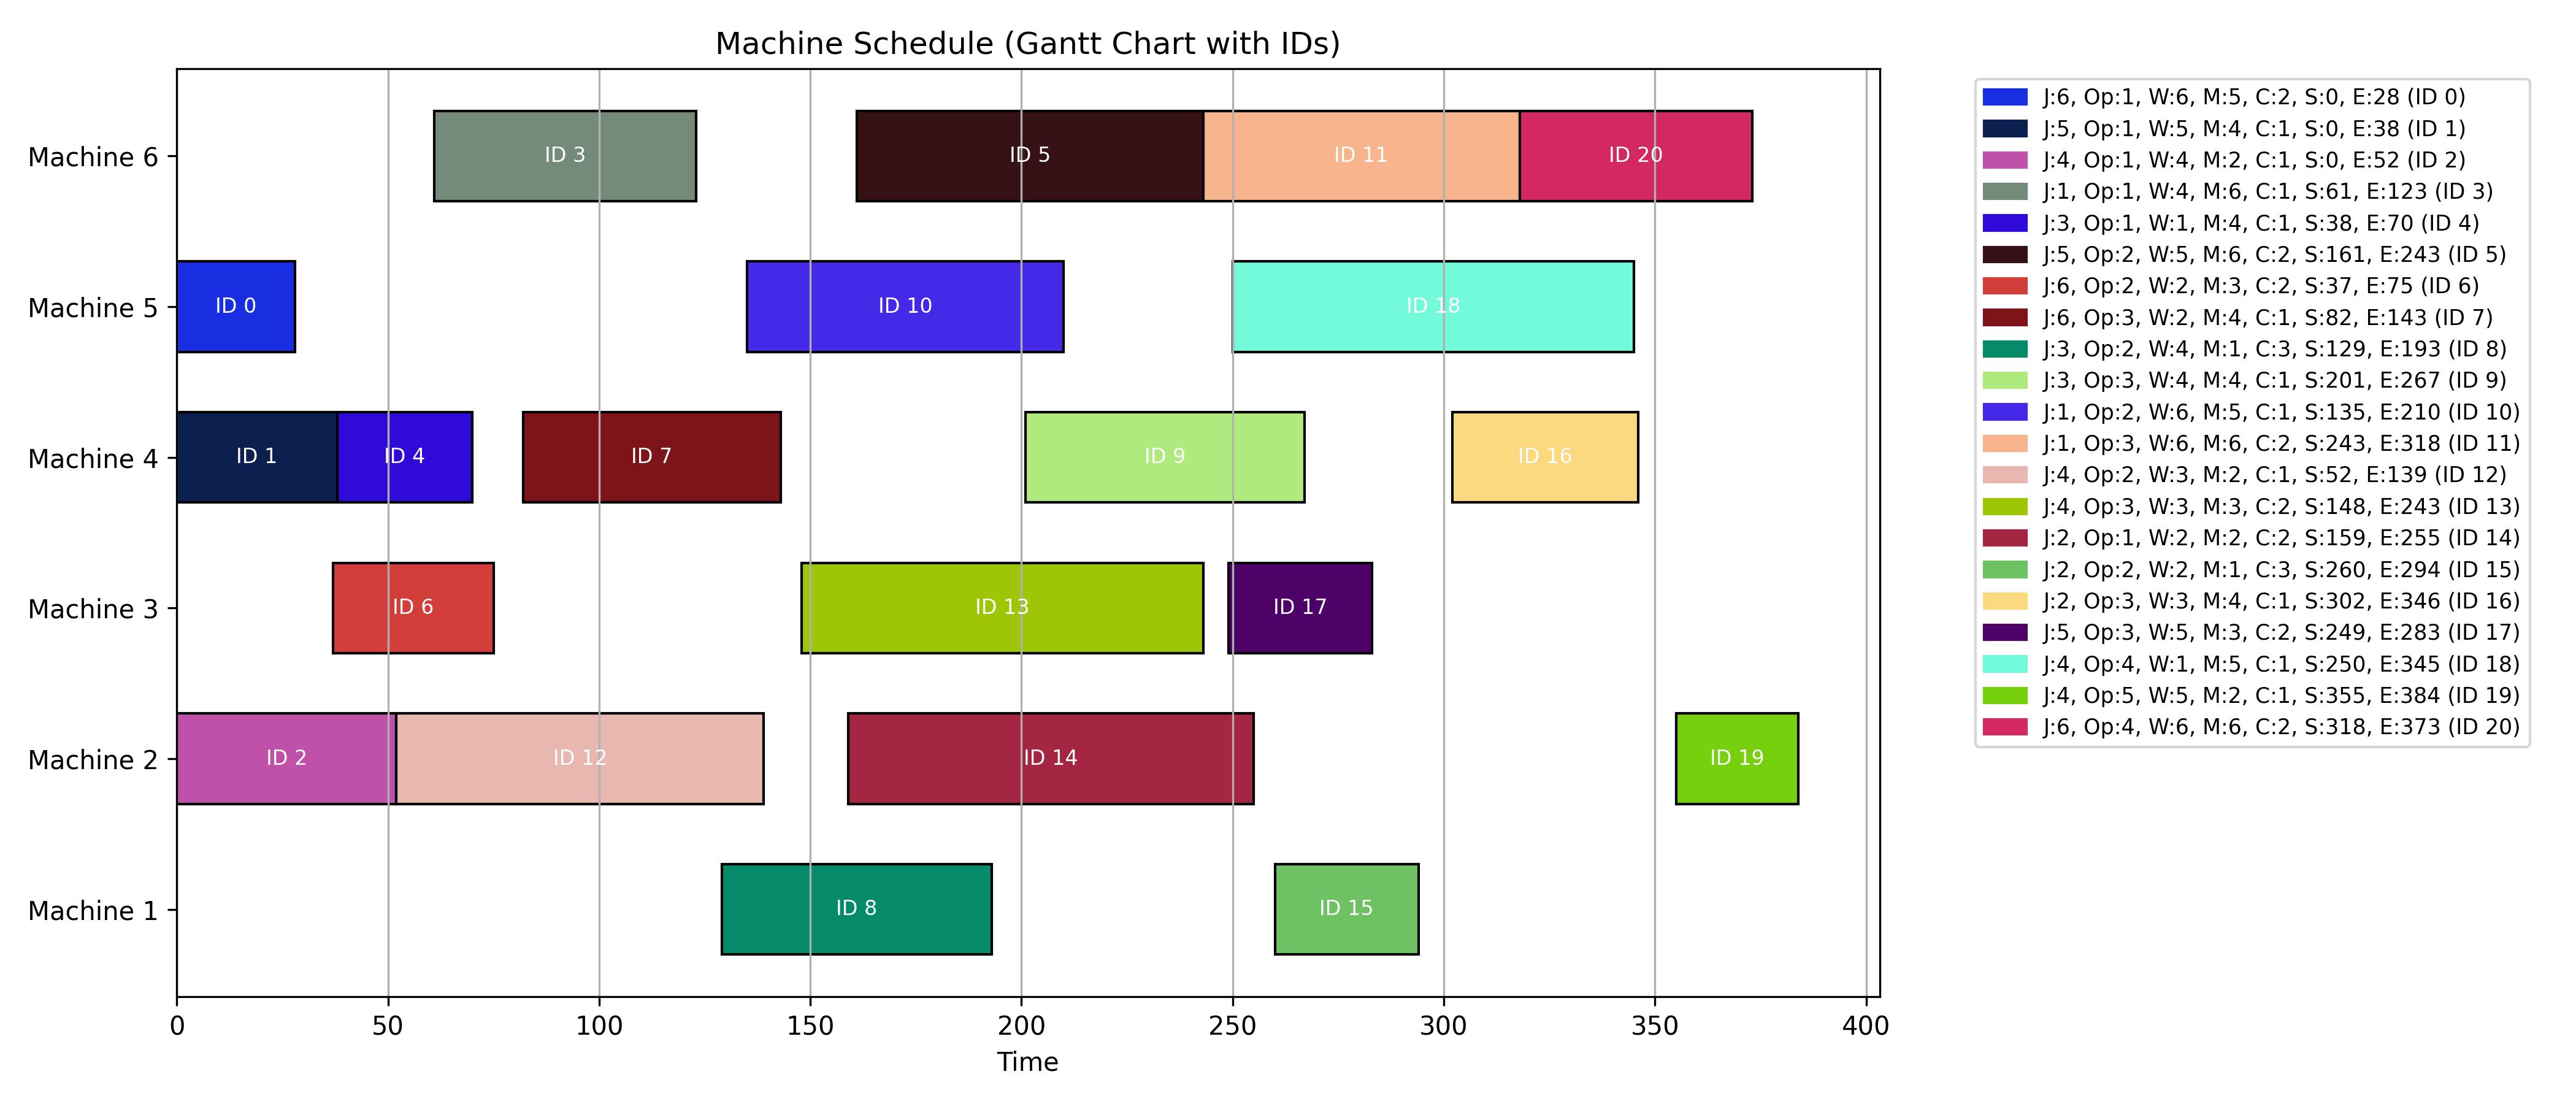 Machine Schedule (Gantt Chart with IDs)
Machine 6
ID 3
ID 5
ID 11
ID 20
Machine 5
ID 0
ID 10
ID 18
Machine 4
ID 1
ID 4
ID 7
ID 9
ID 16
Machine 3
ID 6
ID 13
ID 17
Machine 2
ID 2
ID 12
ID 14
ID 19
Machine 1
ID 8
ID 15
0 50 100 150 200 250 300 350 400
Time
J:6, Op:1, W:6, M:5, C:2, S:0, E:28 (ID 0)
J:5, Op:1, W:5, M:4, C:1, S:0, E:38 (ID 1)
J:4, Op:1, W:4, M:2, C:1, S:0, E:52 (ID 2)
J:1, Op:1, W:4, M:6, C:1, S:61, E:123 (ID 3)
J:3, Op:1, W:1, M:4, C:1, S:38, E:70 (ID 4)
J:5, Op:2, W:5, M:6, C:2, S:161, E:243 (ID 5)
J:6, Op:2, W:2, M:3, C:2, S:37, E:75 (ID 6)
J:6, Op:3, W:2, M:4, C:1, S:82, E:143 (ID 7)
J:3, Op:2, W:4, M:1, C:3, S:129, E:193 (ID 8)
J:3, Op:3, W:4, M:4, C:1, S:201, E:267 (ID 9)
J:1, Op:2, W:6, M:5, C:1, S:135, E:210 (ID 10)
J:1, Op:3, W:6, M:6, C:2, S:243, E:318 (ID 11)
J:4, Op:2, W:3, M:2, C:1, S:52, E:139 (ID 12)
J:4, Op:3, W:3, M:3, C:2, S:148, E:243 (ID 13)
J:2, Op:1, W:2, M:2, C:2, S:159, E:255 (ID 14)
J:2, Op:2, W:2, M:1, C:3, S:260, E:294 (ID 15)
J:2, Op:3, W:3, M:4, C:1, S:302, E:346 (ID 16)
J:5, Op:3, W:5, M:3, C:2, S:249, E:283 (ID 17)
J:4, Op:4, W:1, M:5, C:1, S:250, E:345 (ID 18)
J:4, Op:5, W:5, M:2, C:1, S:355, E:384 (ID 19)
J:6, Op:4, W:6, M:6, C:2, S:318, E:373 (ID 20)